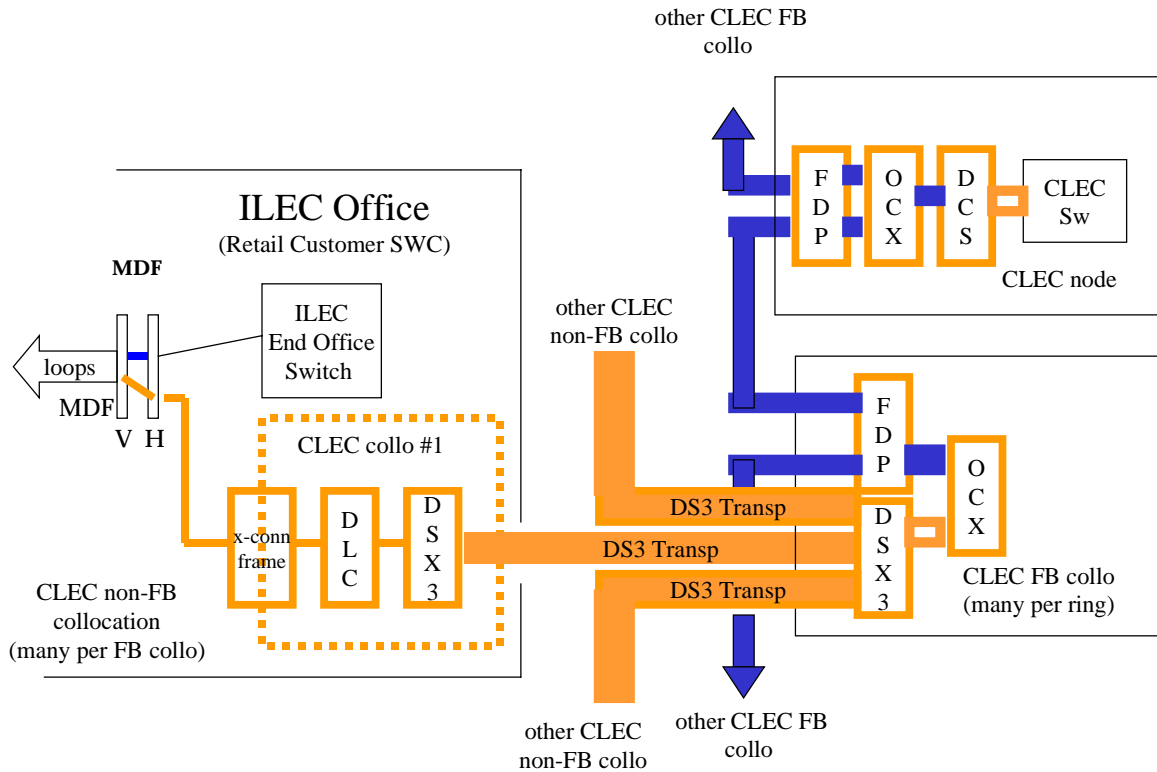 other CLEC FB
collo
F
D
P
O
C
X
D
C
S
CLEC
Sw
CLEC node
ILEC Office
(Retail Customer SWC)
MDF
ILEC
End Office
Switch
loops
MDF
V H
other CLEC
non-FB collo
CLEC collo #1
x-conn
frame
D
L
C
D
S
X
3
DS3 Transp
DS3 Transp
DS3 Transp
F
D
P
O
C
X
D
S
X
3
CLEC FB collo
(many per ring)
CLEC non-FB
collocation
(many per FB collo)
other CLEC
non-FB collo
other CLEC FB
collo